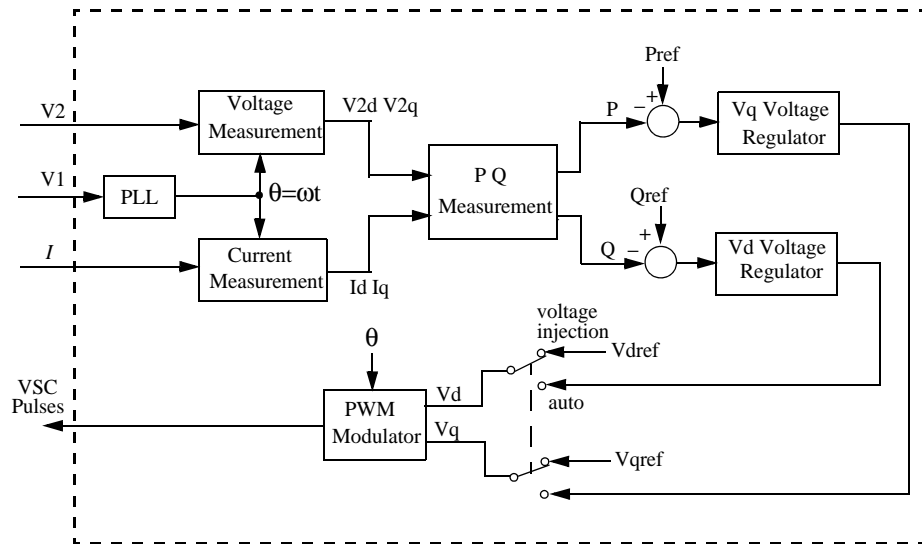 Pref
V2
Voltage
Measurement
V2d V2q
P
−
+
Vq Voltage
Regulator
V1
PLL
θ=ωt
P Q
Measurement
Qref
I
Current
Measurement
Id Iq
Q
−
+
Vd Voltage
Regulator
voltage
injection
θ
Vdref
VSC
Pulses
PWM
Modulator
Vd
auto
Vq
Vqref